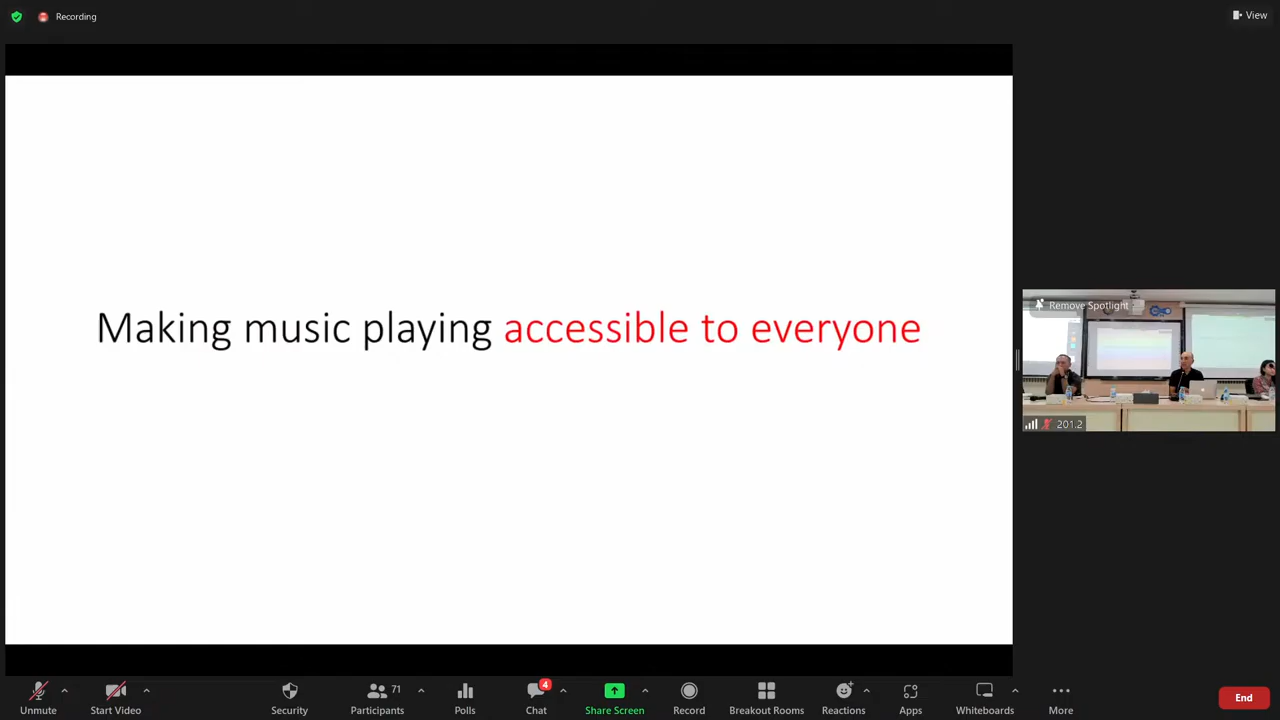 Recording
View
Making music playing accessible to everyone
Remove Spotlight
201.2
Unmute
Start Video
Security
71
Participants
Polls
4
Chat
Share Screen
Record
Breakout Rooms
Reactions
Apps
Whiteboards
More
End